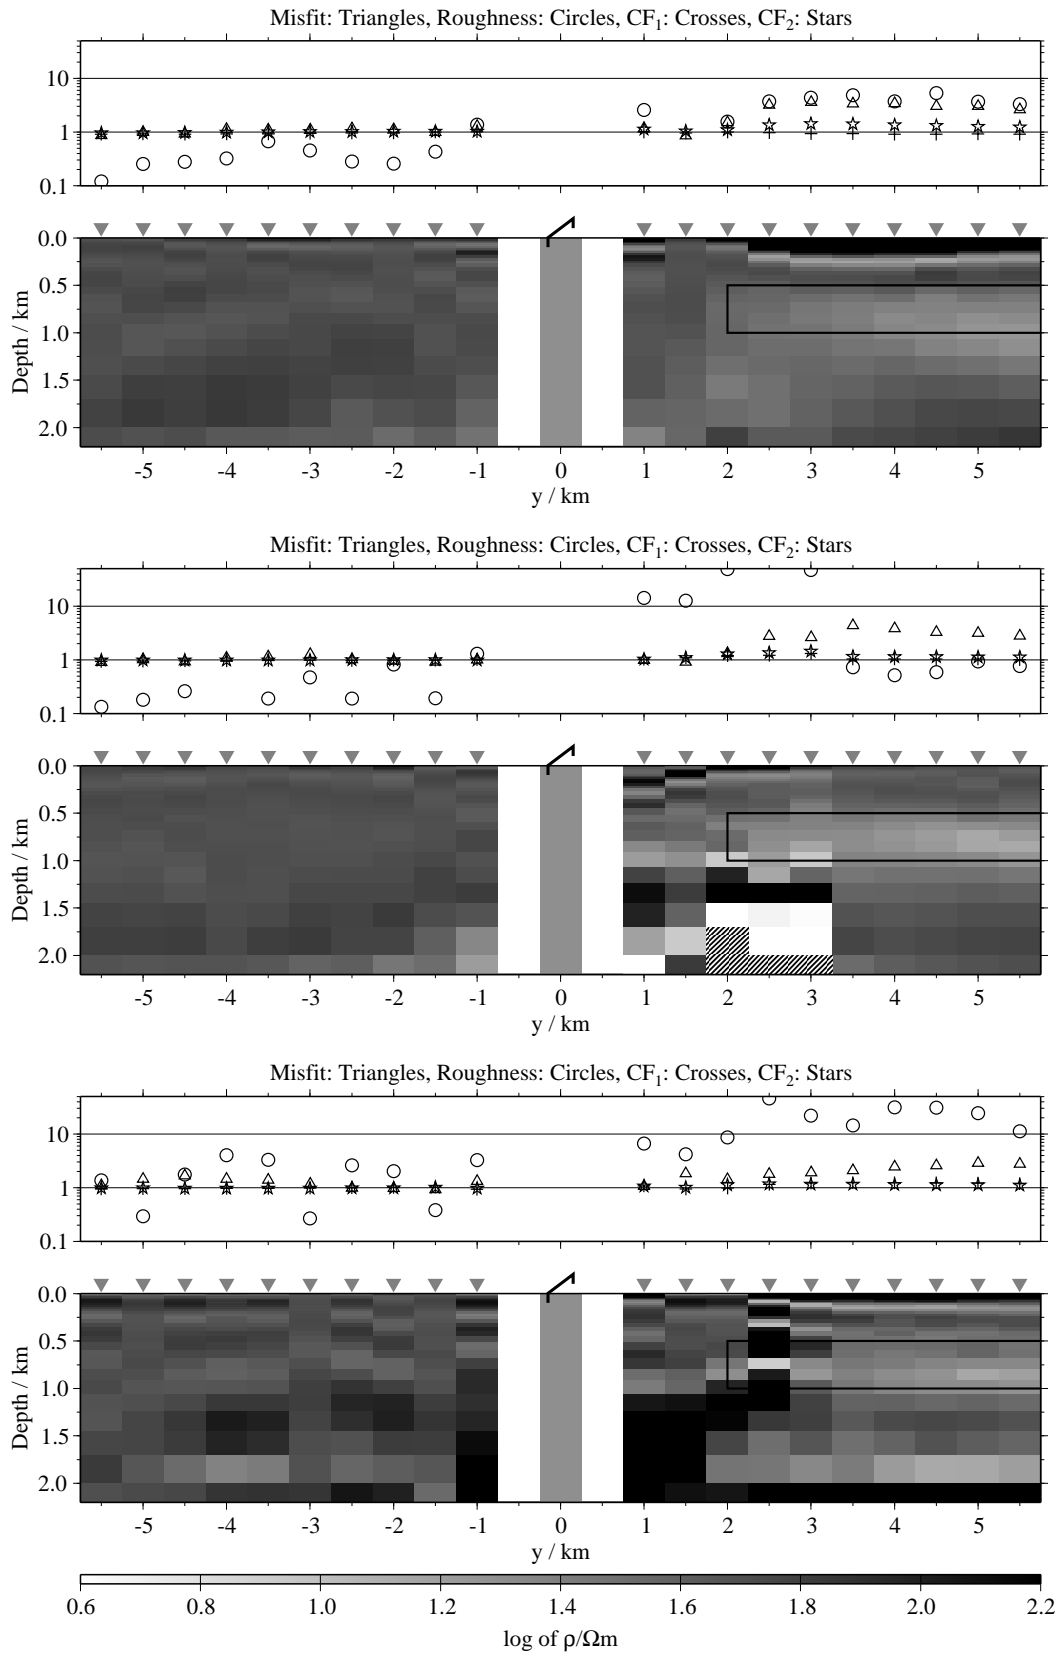 Misfit: Triangles, Roughness: Circles, CF1: Crosses, CF2: Stars
10
1
0.1
0.0
0.5
1.0
1.5
2.0
Depth / km
-5 -4 -3 -2 -1 0 1 2 3 4 5
y / km
Misfit: Triangles, Roughness: Circles, CF1: Crosses, CF2: Stars
10
1
0.1
0.0
0.5
1.0
1.5
2.0
Depth / km
-5 -4 -3 -2 -1 0 1 2 3 4 5
y / km
Misfit: Triangles, Roughness: Circles, CF1: Crosses, CF2: Stars
10
1
0.1
0.0
0.5
1.0
1.5
2.0
Depth / km
-5 -4 -3 -2 -1 0 1 2 3 4 5
y / km
0.6 0.8 1.0 1.2 1.4 1.6 1.8 2.0 2.2
log of ρ/Ωm